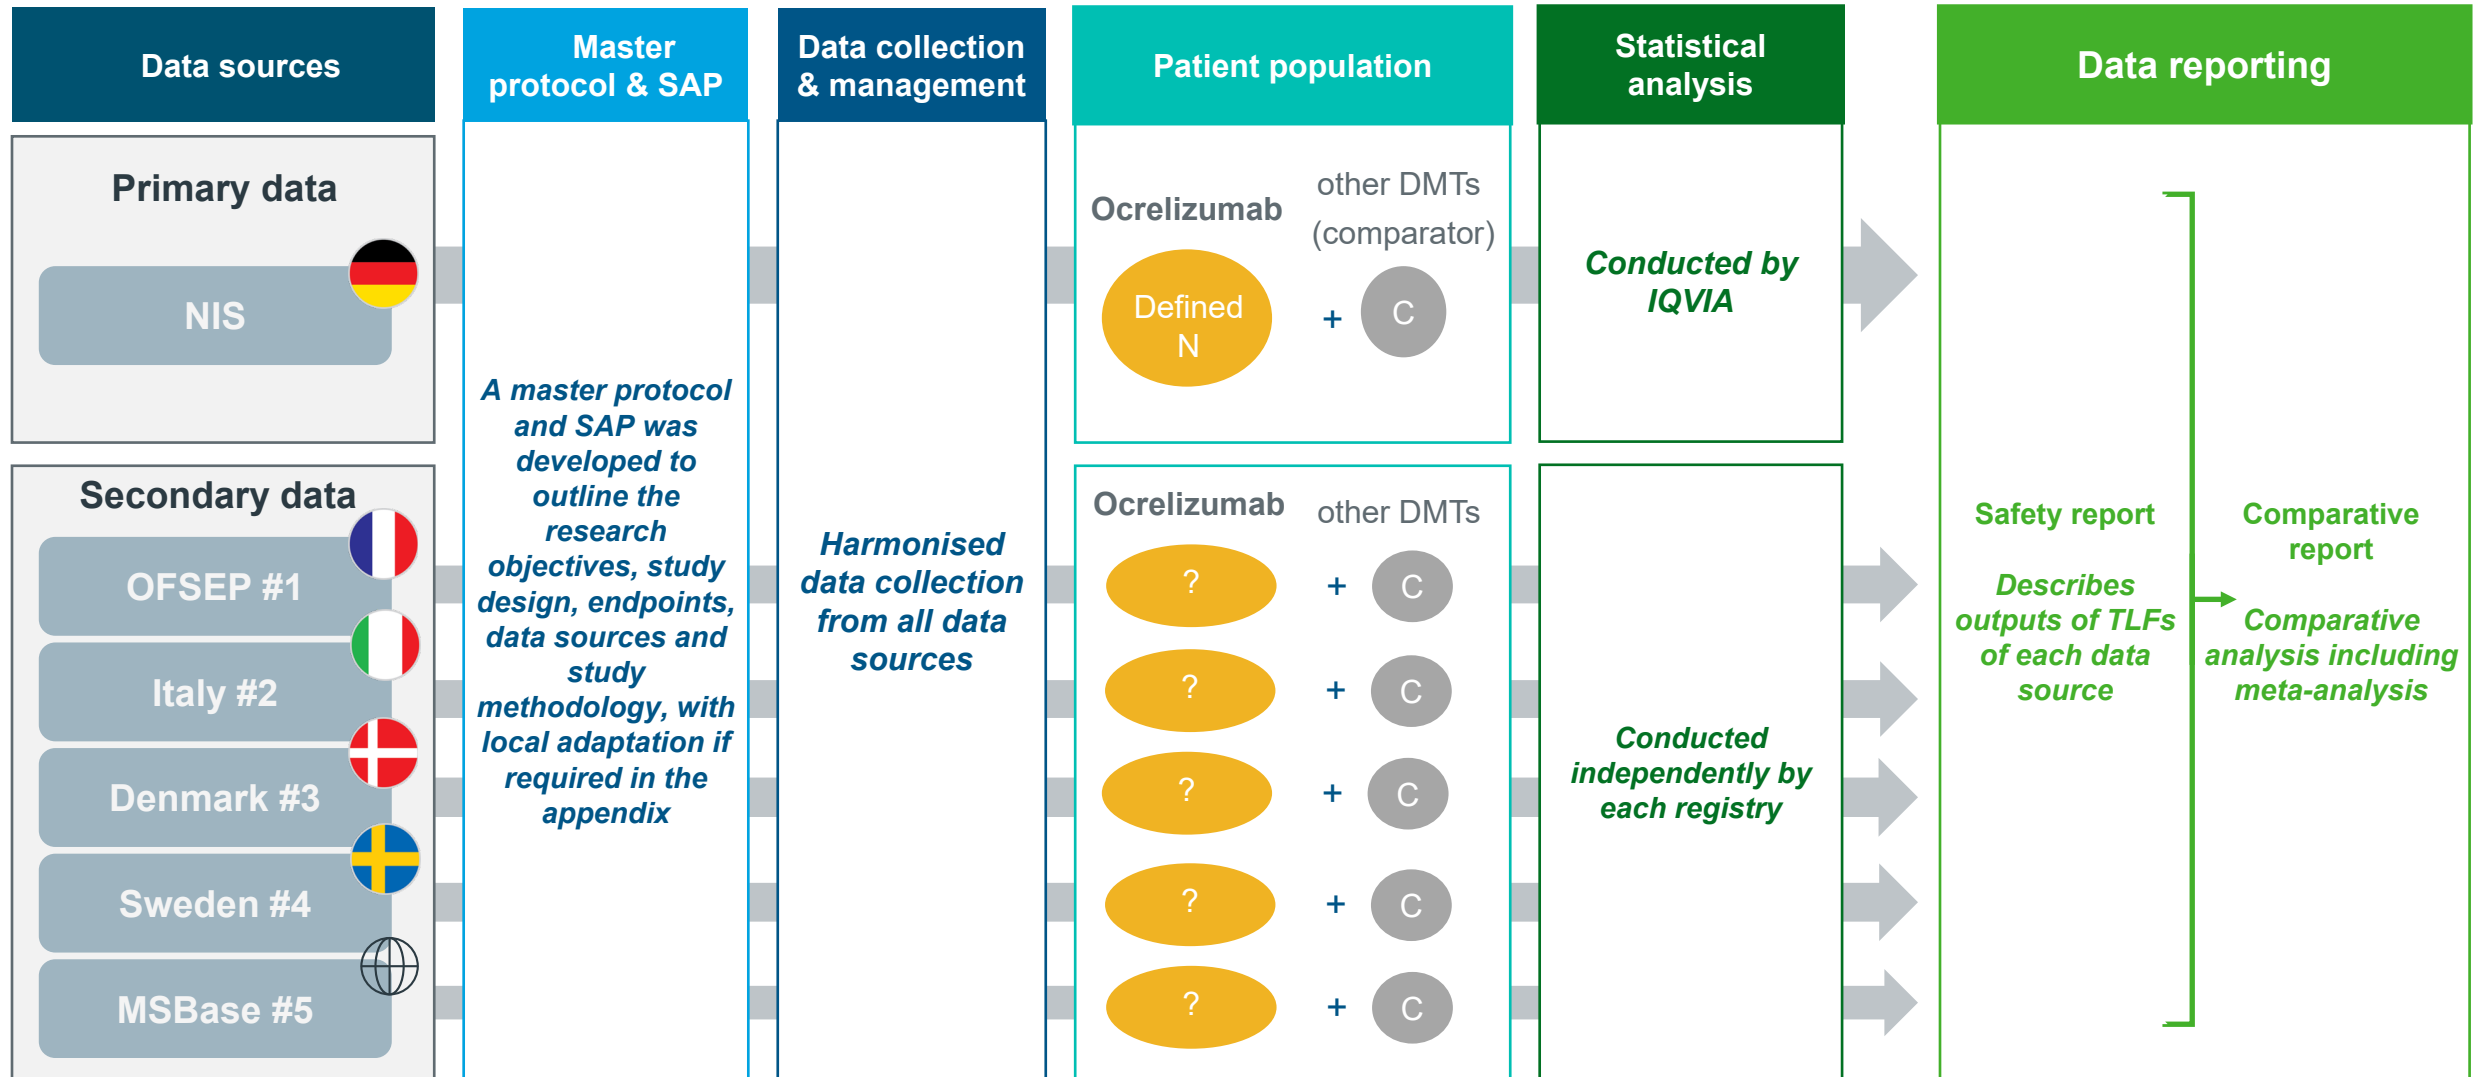 Data sources
Master
protocol & SAP
Data collection
& management
Patient population
Statistical
analysis
Data reporting
Primary data
NIS
Secondary data
OFSEP #1
Italy #2
Denmark #3
Sweden #4
MSBase #5
A master protocol
and SAP was
developed to
outline the
research
objectives, study
design, endpoints,
data sources and
study
methodology, with
local adaptation if
required in the
appendix
Harmonised
data collection
from all data
sources
Ocrelizumab
other DMTs
(comparator)
Defined
N
+
C
Ocrelizumab
other DMTs
? + C
? + C
? + C
? + C
? + C
Conducted by
IQVIA
Conducted
independently by
each registry
Safety report
Describes
outputs of TLFs
of each data
source
Comparative
report
Comparative
analysis including
meta-analysis